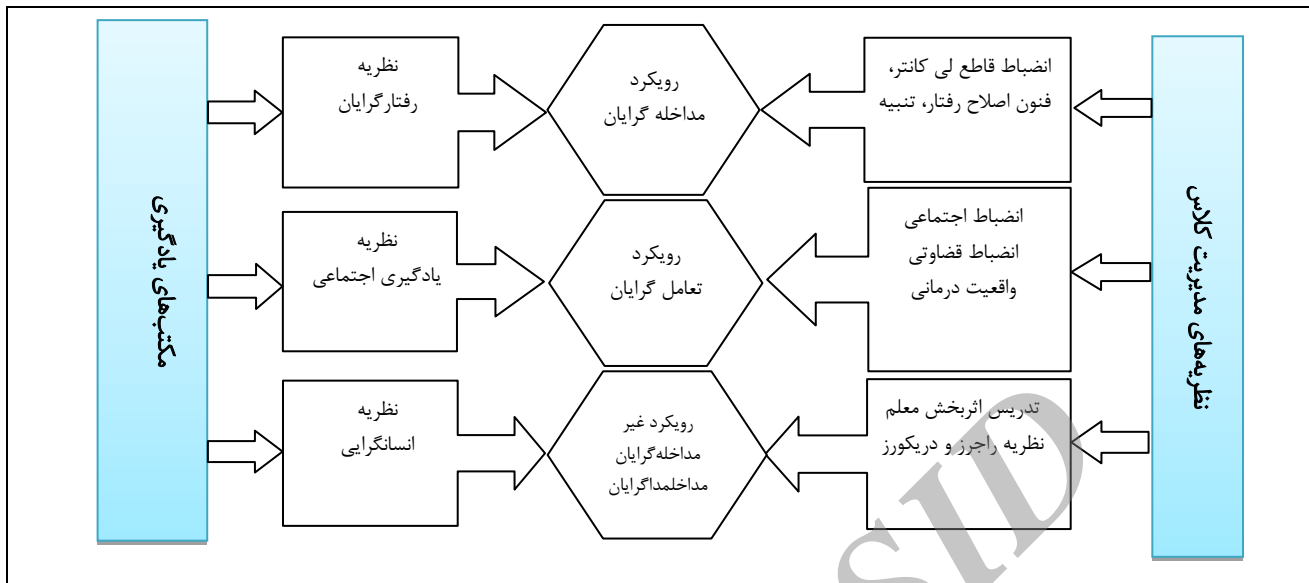 نظریه‌های مدیریت کلاس
انضباط قاطع لی کانتر،
فنون اصلاح رفتار، تنبیه
رویکرد
مداخله گرایان
نظریه
رفتارگرایان
انضباط اجتماعی
انضباط قضاوتی
واقعیت درمانی
رویکرد
تعامل گرایان
نظریه
یادگیری اجتماعی
تدریس اثربخش معلم
نظریه راجرز و دریکورز
رویکرد غیر
مداخله‌گرایان
مداخلمداگرایان
نظریه
انسانگرایی
مکتب‌های یادگیری
SID